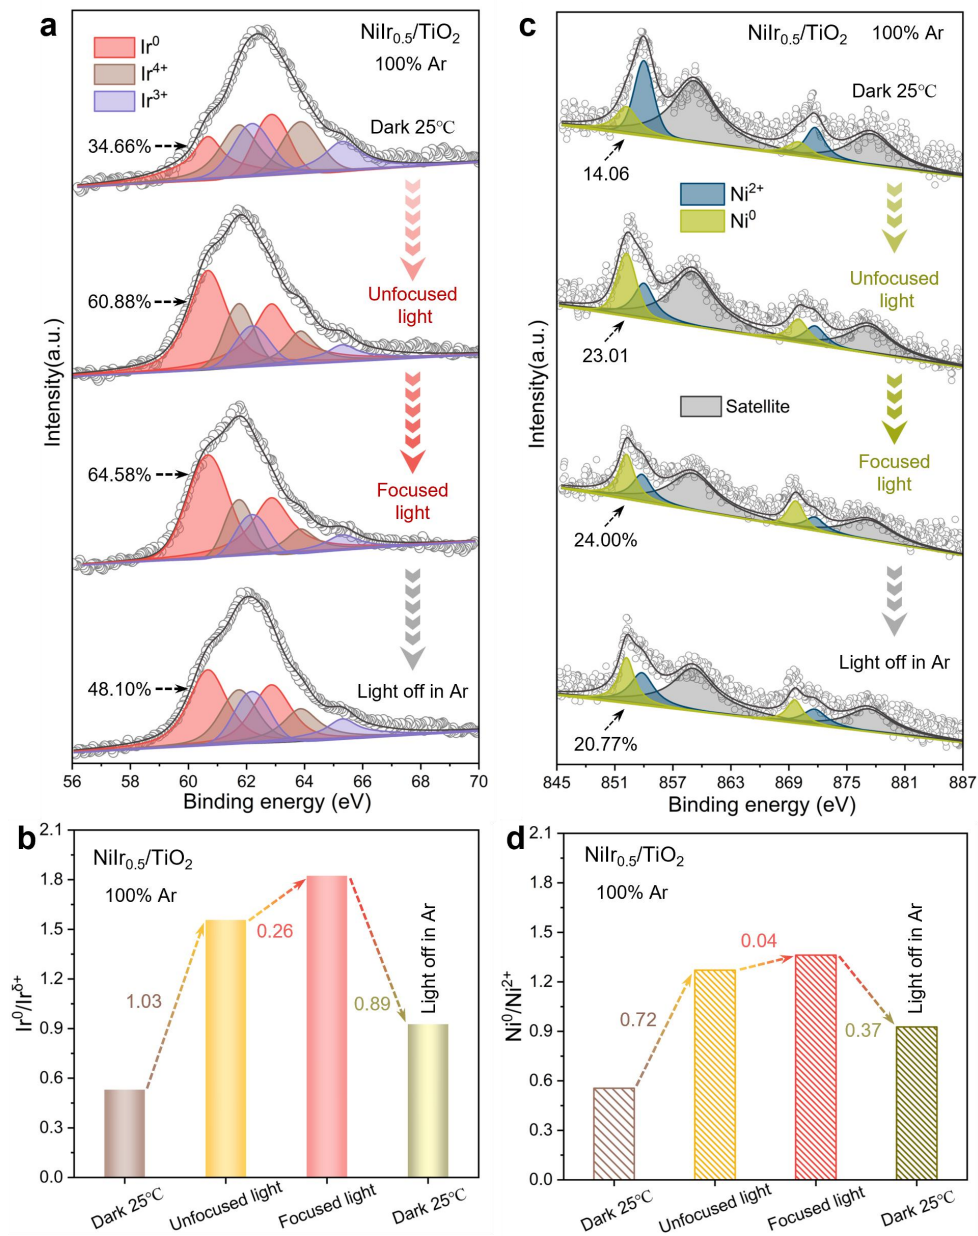 a
Ir⁰
Ir⁴⁺
Ir³⁺
NiIr₀.₅/TiO₂
100% Ar
Dark 25℃
34.66%
Unfocused
light
60.88%
Focused
light
64.58%
Light off in Ar
48.10%
Intensity(a.u.)
56 58 60 62 64 66 68 70
Binding energy (eV)
c
NiIr₀.₅/TiO₂ 100% Ar
Dark 25℃
14.06
Ni²⁺
Ni⁰
Unfocused
light
23.01
Satellite
Focused
light
24.00%
Light off in Ar
20.77%
Intensity(a.u.)
845 851 857 863 869 875 881 887
Binding energy (eV)
b
NiIr₀.₅/TiO₂
100% Ar
1.03
0.26
0.89
Light off in Ar
Ir⁰/Irᵟ⁺
2.1
1.8
1.5
1.2
0.9
0.6
0.3
0.0
Dark 25℃
Unfocused light
Focused light
Dark 25℃
d
NiIr₀.₅/TiO₂
100% Ar
0.72
0.04
0.37
Light off in Ar
Ni⁰/Ni²⁺
2.1
1.8
1.5
1.2
0.9
0.6
0.3
0.0
Dark 25℃
Unfocused light
Focused light
Dark 25℃